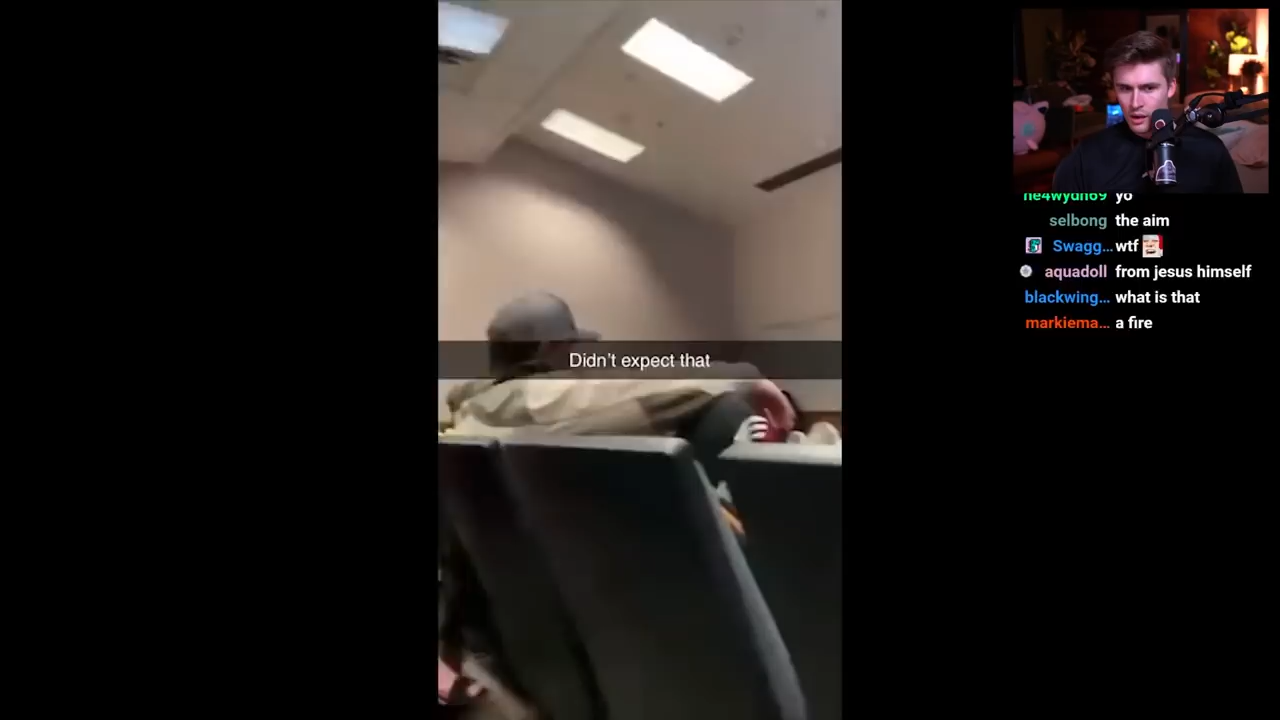 Didn't expect that
he4wydh69 yo
selbong the aim
Swagg… wtf
aquadoll from jesus himself
blackwing… what is that
markiema… a fire